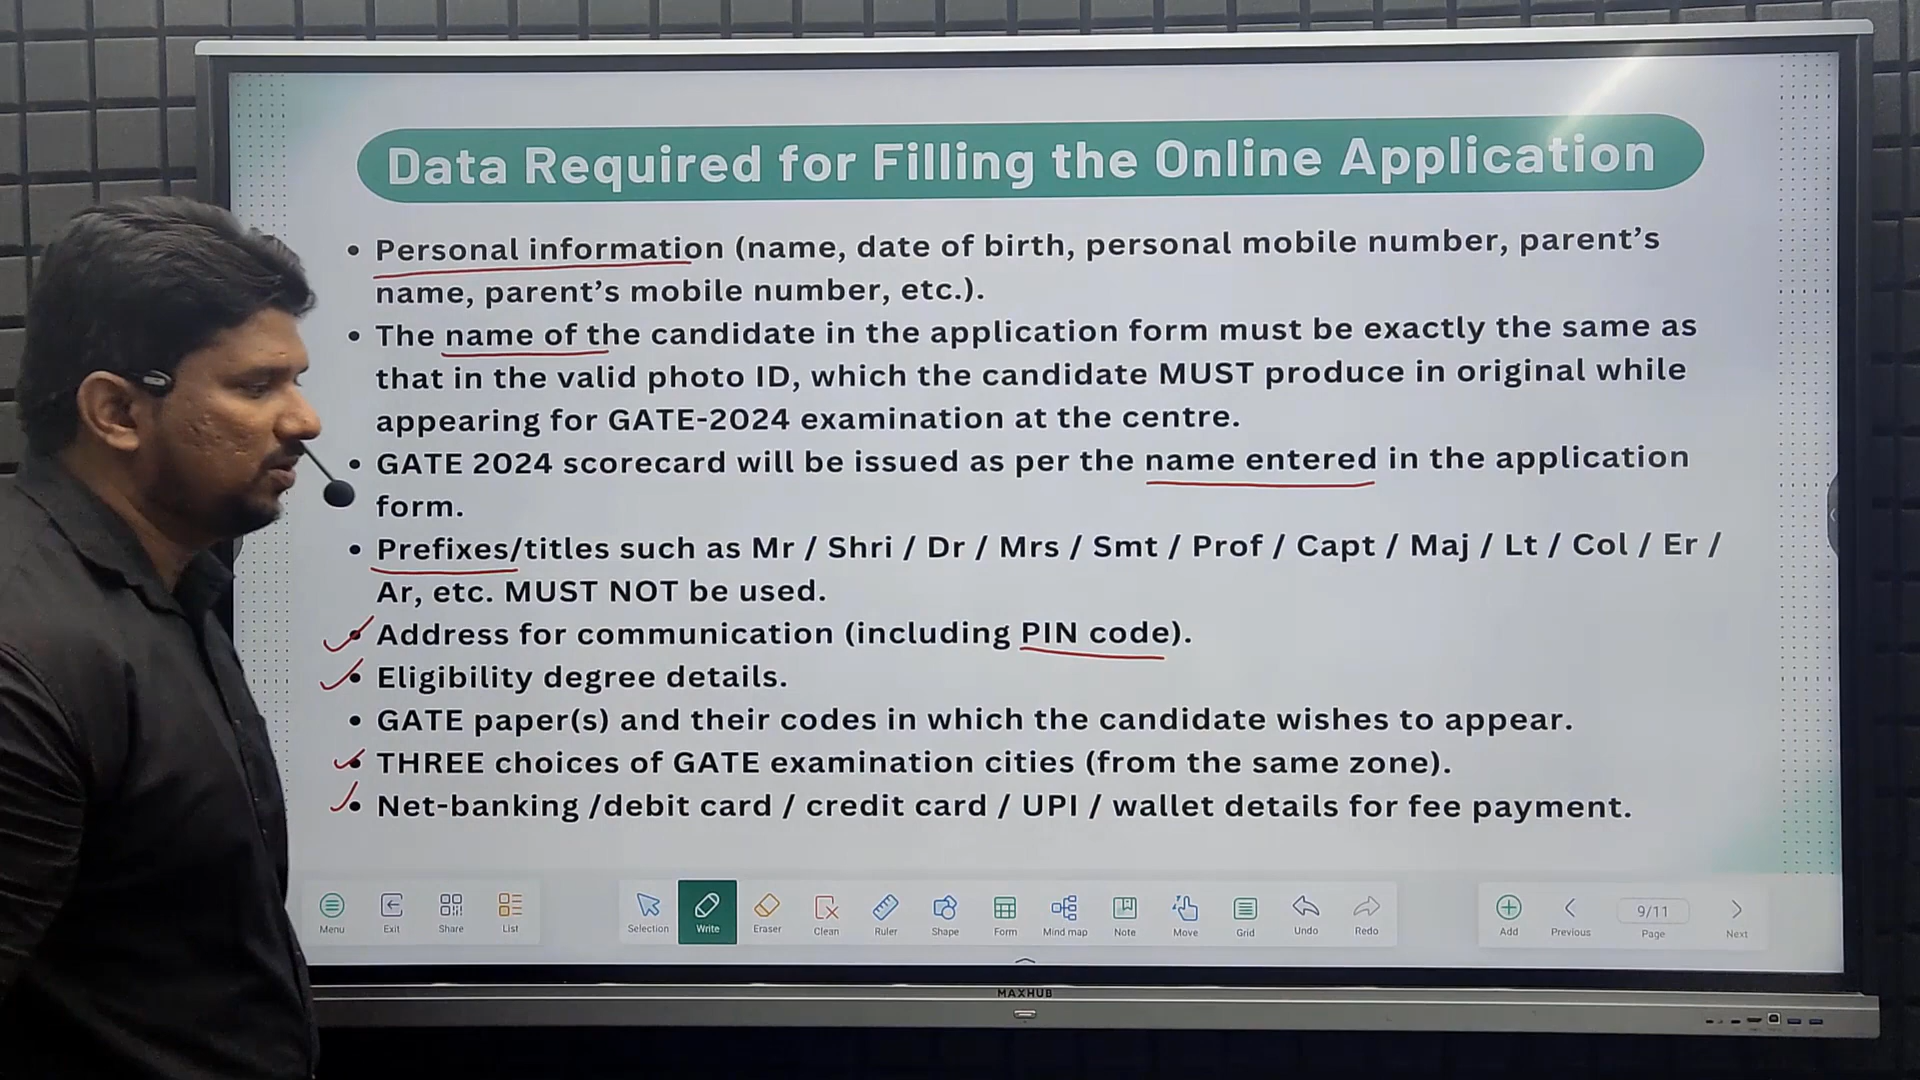 Data Required for Filling the Online Application
• Personal information (name, date of birth, personal mobile number, parent's
name, parent's mobile number, etc.).
• The name of the candidate in the application form must be exactly the same as
that in the valid photo ID, which the candidate MUST produce in original while
appearing for GATE-2024 examination at the centre.
• GATE 2024 scorecard will be issued as per the name entered in the application
form.
• Prefixes/titles such as Mr / Shri / Dr / Mrs / Smt / Prof / Capt / Maj / Lt / Col / Er /
Ar, etc. MUST NOT be used.
• Address for communication (including PIN code).
• Eligibility degree details.
• GATE paper(s) and their codes in which the candidate wishes to appear.
• THREE choices of GATE examination cities (from the same zone).
• Net-banking /debit card / credit card / UPI / wallet details for fee payment.
Menu Exit Share List Selection Write Eraser Clean Ruler Shape Form Mind map Note Move Grid Undo Redo Add Previous 9/11 Page Next
MAXHUB